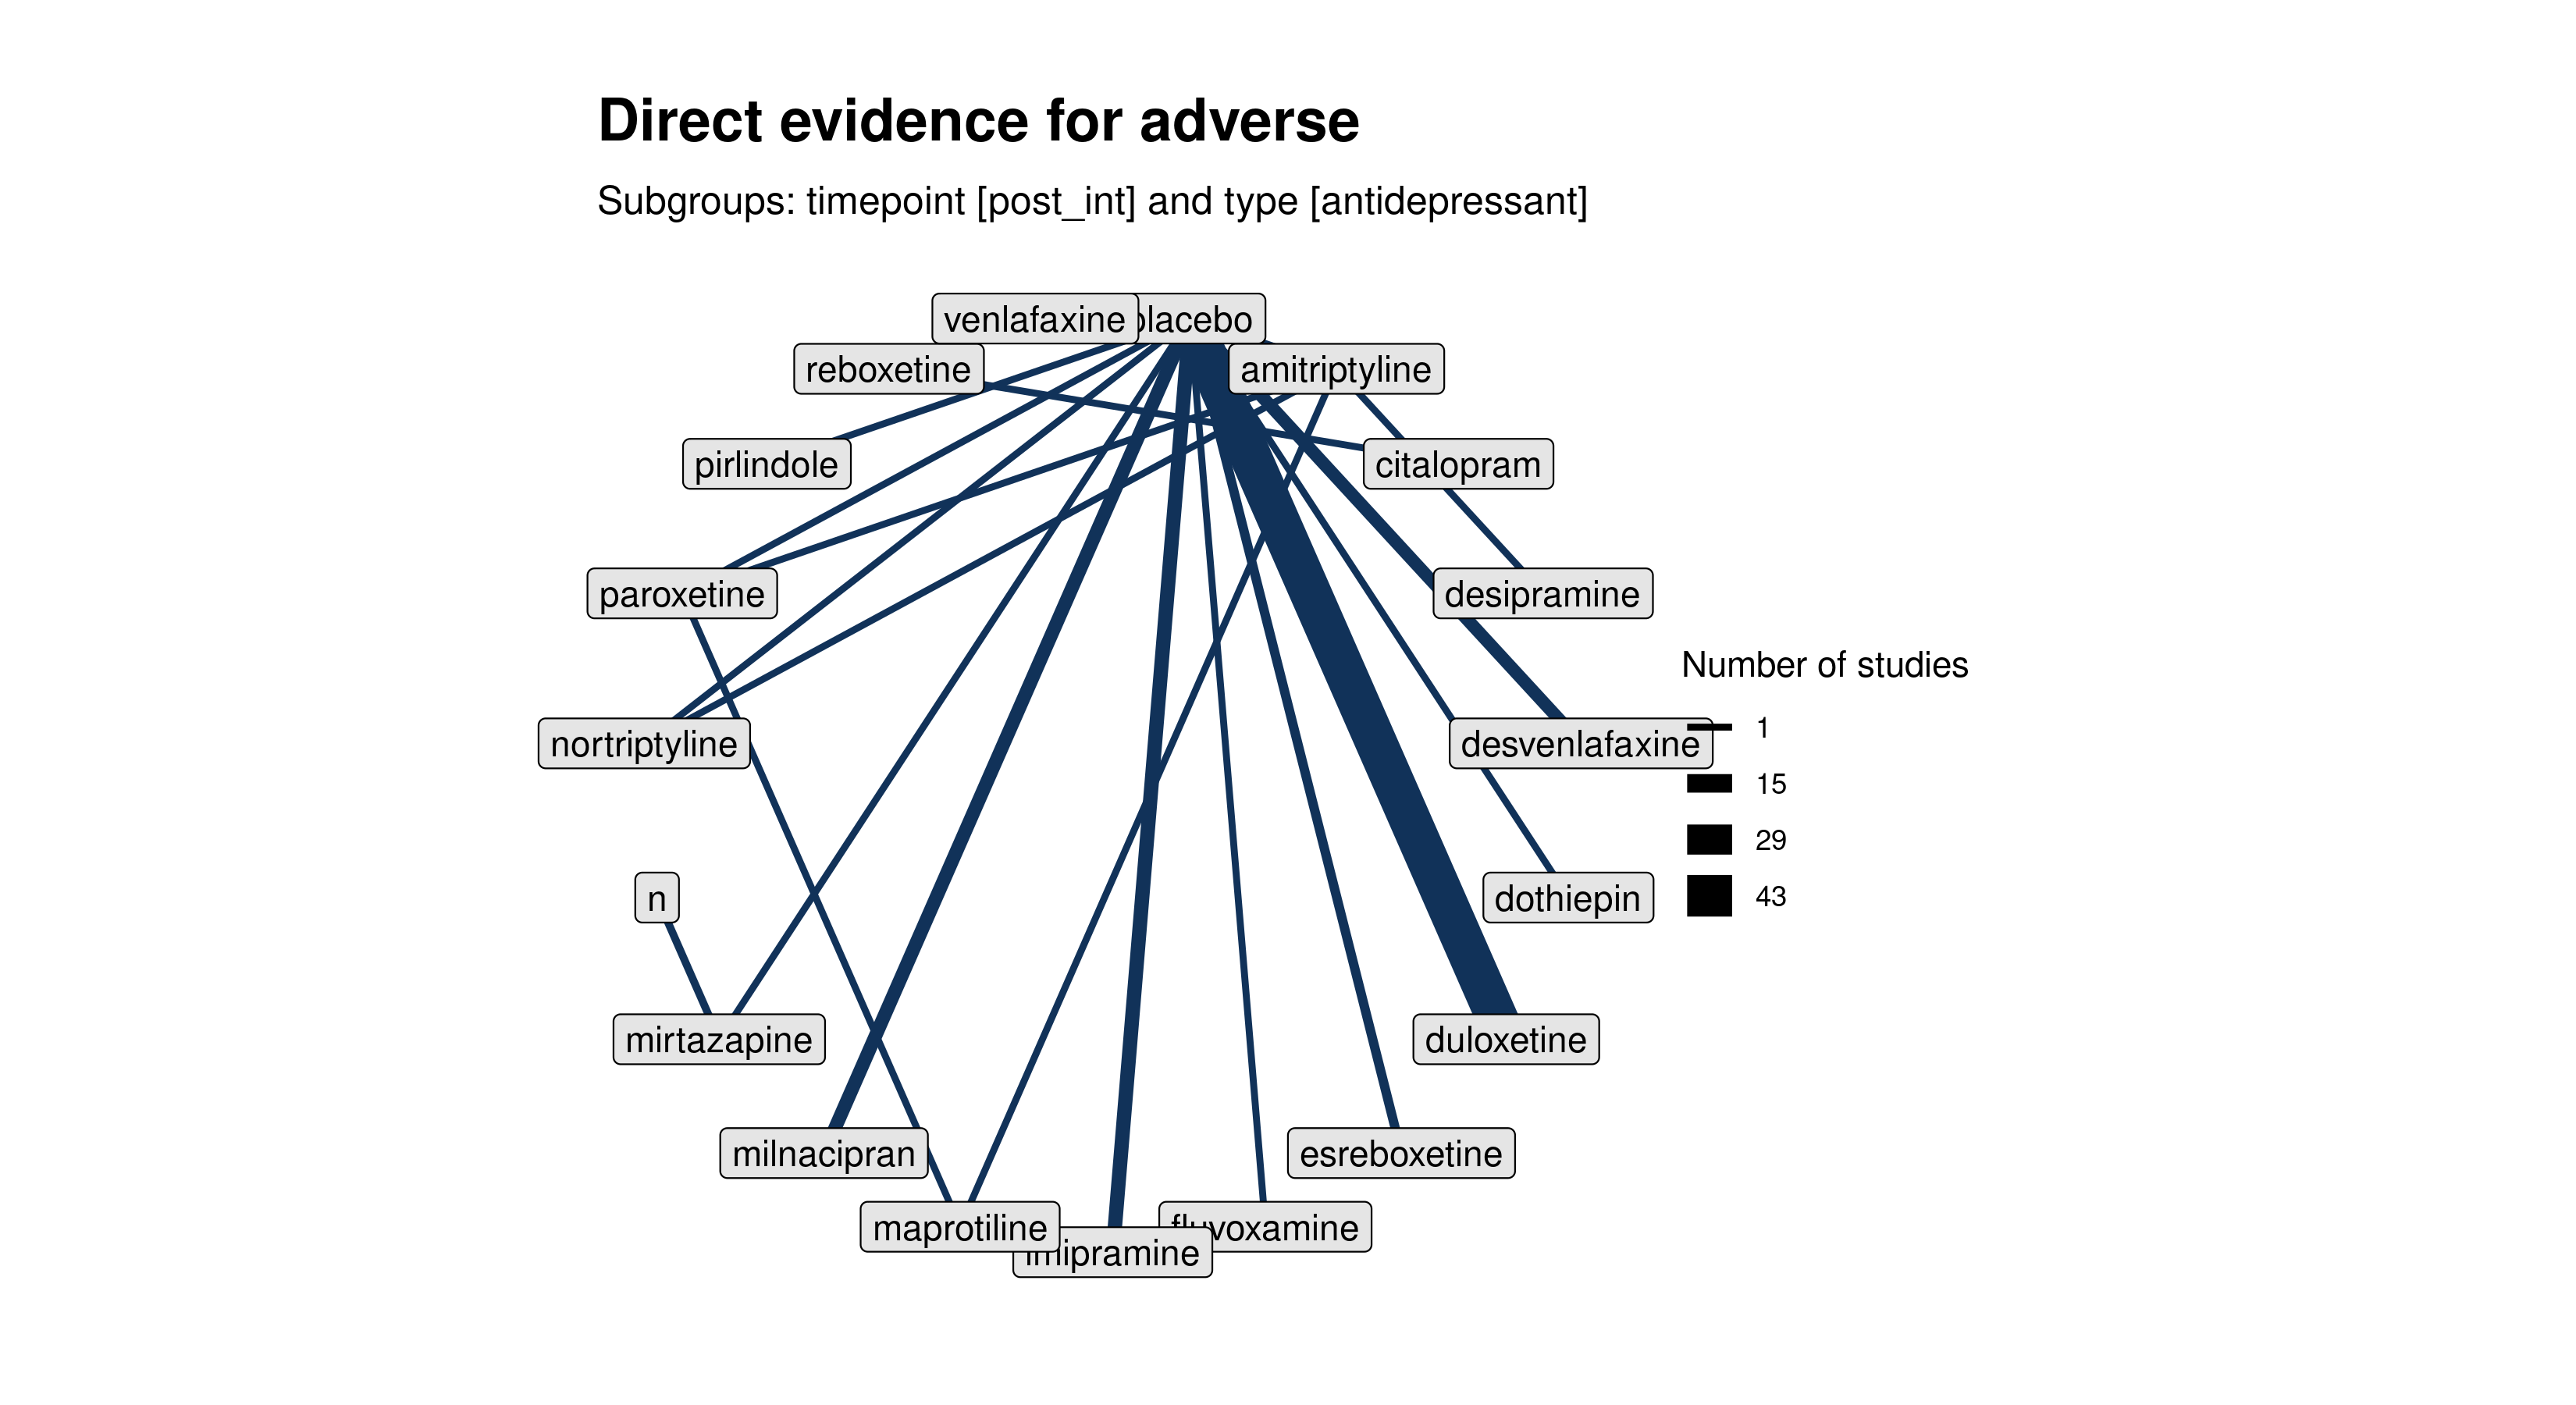 Direct evidence for adverse
Subgroups: timepoint [post_int] and type [antidepressant]
venlafaxine
placebo
reboxetine
amitriptyline
pirlindole
citalopram
paroxetine
desipramine
Number of studies
nortriptyline
desvenlafaxine
1
15
29
43
n
dothiepin
mirtazapine
duloxetine
milnacipran
esreboxetine
maprotiline
fluvoxamine
imipramine